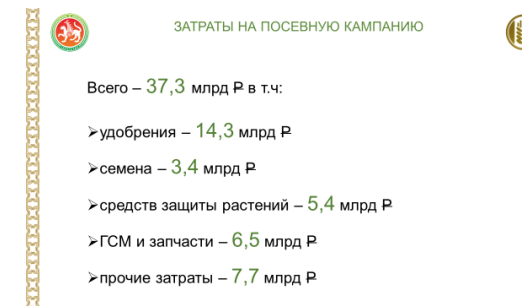 ЗАТРАТЫ НА ПОСЕВНУЮ КАМПАНИЮ
Всего – 37,3 млрд ₽ в т.ч:
➢удобрения – 14,3 млрд ₽
➢семена – 3,4 млрд ₽
➢средств защиты растений – 5,4 млрд ₽
➢ГСМ и запчасти – 6,5 млрд ₽
➢прочие затраты – 7,7 млрд ₽